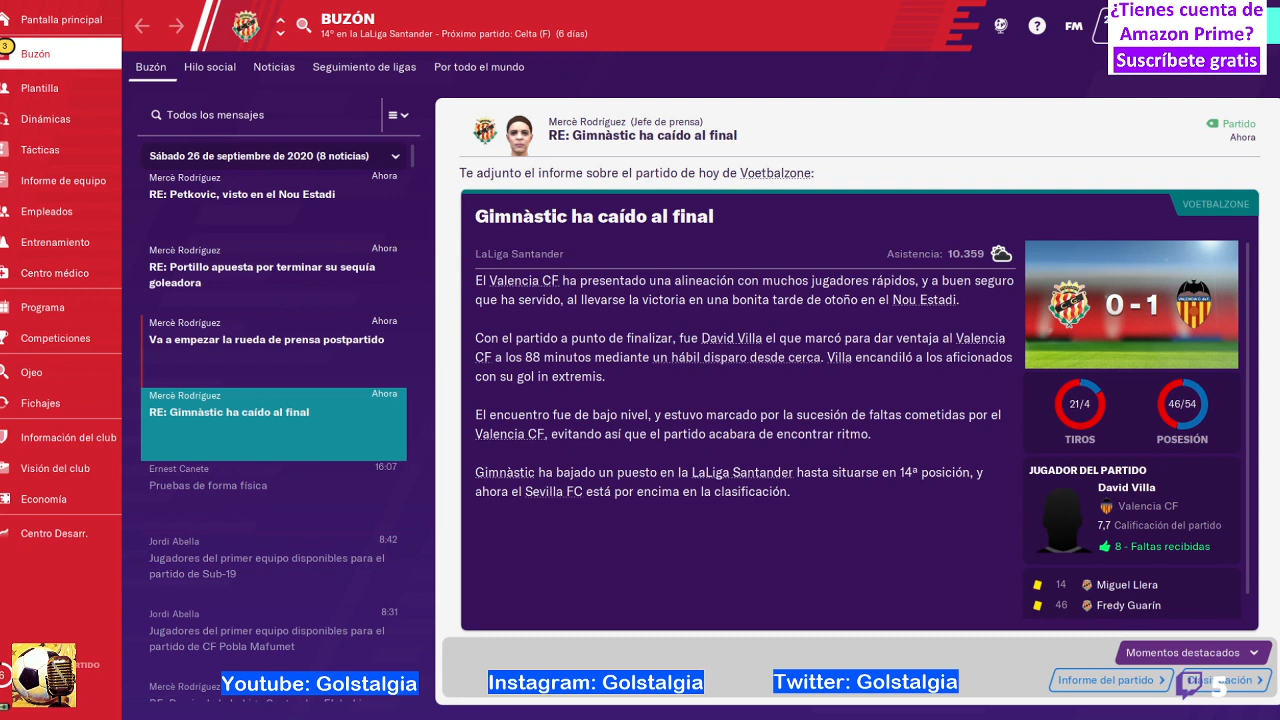 Pantalla principal
3
Buzón
Plantilla
Dinámicas
Tácticas
Informe de equipo
Empleados
Entrenamiento
Centro médico
Programa
Competiciones
Ojeo
Fichajes
Información del club
Visión del club
Economía
Centro Desarr.
BUZÓN
14º en la LaLiga Santander - Próximo partido: Celta (F) (6 días)
FM
¿Tienes cuenta de
Amazon Prime?
Suscríbete gratis
Buzón
Hilo social
Noticias
Seguimiento de ligas
Por todo el mundo
Todos los mensajes
Sábado 26 de septiembre de 2020 (8 noticias)
Mercè Rodríguez Ahora
RE: Petkovic, visto en el Nou Estadi
Mercè Rodríguez Ahora
RE: Portillo apuesta por terminar su sequía
goleadora
Mercè Rodríguez Ahora
Va a empezar la rueda de prensa postpartido
Mercè Rodríguez Ahora
RE: Gimnàstic ha caído al final
Ernest Canete 16:07
Pruebas de forma física
Jordi Abella 8:42
Jugadores del primer equipo disponibles para el
partido de Sub-19
Jordi Abella 8:31
Jugadores del primer equipo disponibles para el
partido de CF Pobla Mafumet
Mercè Rodríguez
Mercè Rodríguez (Jefe de prensa)
RE: Gimnàstic ha caído al final
Partido
Ahora
Te adjunto el informe sobre el partido de hoy de Voetbalzone:
VOETBALZONE
Gimnàstic ha caído al final
LaLiga Santander
Asistencia: 10.359
El Valencia CF ha presentado una alineación con muchos jugadores rápidos, y a buen seguro
que ha servido, al llevarse la victoria en una bonita tarde de otoño en el Nou Estadi.
Con el partido a punto de finalizar, fue David Villa el que marcó para dar ventaja al Valencia
CF a los 88 minutos mediante un hábil disparo desde cerca. Villa encandiló a los aficionados
con su gol in extremis.
El encuentro fue de bajo nivel, y estuvo marcado por la sucesión de faltas cometidas por el
Valencia CF, evitando así que el partido acabara de encontrar ritmo.
Gimnàstic ha bajado un puesto en la LaLiga Santander hasta situarse en 14ª posición, y
ahora el Sevilla FC está por encima en la clasificación.
0 - 1
21/4
TIROS
46/54
POSESIÓN
JUGADOR DEL PARTIDO
David Villa
Valencia CF
7,7 Calificación del partido
8 - Faltas recibidas
14 Miguel Llera
46 Fredy Guarín
Momentos destacados
Informe del partido
5
Youtube: Golstalgia
Instagram: Golstalgia
Twitter: Golstalgia